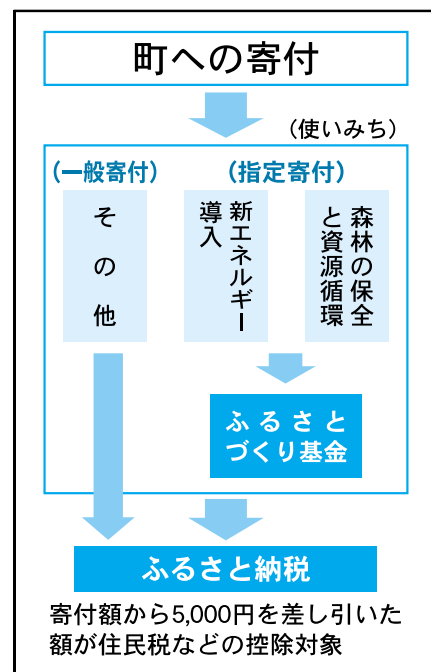 町への寄付
（使いみち）
（一般寄付）
（指定寄付）
その他
新エネルギー
導入
森林の保全
と資源循環
ふるさと
づくり基金
ふるさと納税
寄付額から5,000円を差し引いた
額が住民税などの控除対象